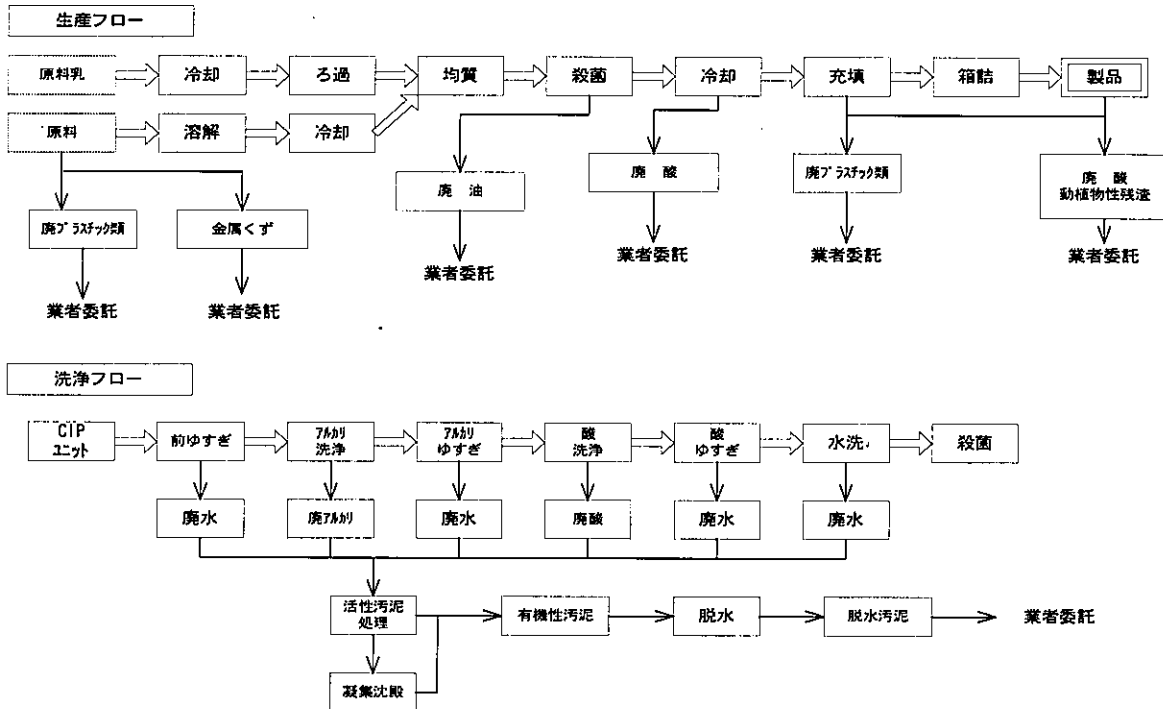 生産フロー
原料乳
冷却
ろ過
均質
殺菌
冷却
充填
箱詰
製品
原料
溶解
冷却
廃プラスチック類
金属くず
廃 油
廃 酸
廃プラスチック類
廃 酸
動植物性残渣
業者委託
業者委託
業者委託
業者委託
業者委託
業者委託
洗浄フロー
CIP
ユニット
前ゆすぎ
アルカリ
洗浄
アルカリ
ゆすぎ
酸
洗浄
酸
ゆすぎ
水洗
殺菌
廃水
廃アルカリ
廃水
廃酸
廃水
廃水
活性汚泥
処理
有機性汚泥
脱水
脱水汚泥
業者委託
凝集沈殿